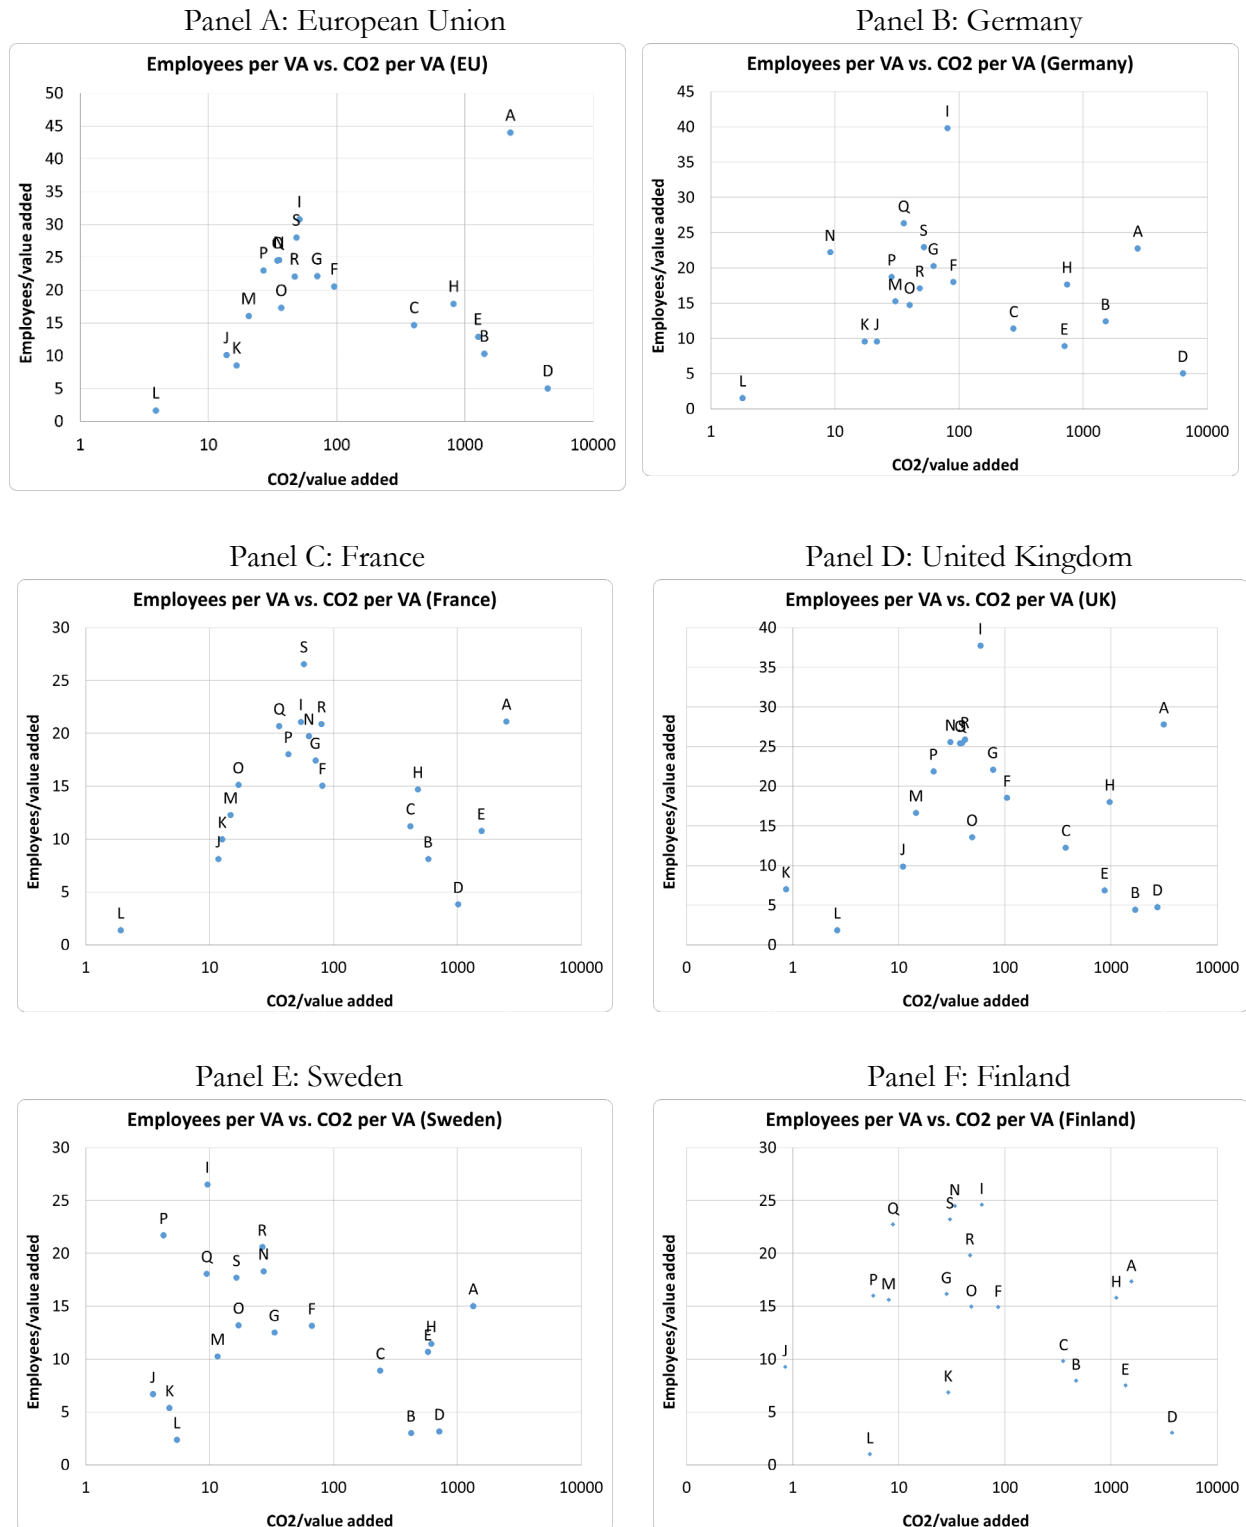 Panel A: European Union
Employees per VA vs. CO2 per VA (EU)
Employees/value added
50
45
40
35
30
25
20
15
10
5
0
A
I
S
Q
N
P
R
G
F
O
M
H
C
E
B
J
K
D
L
1 10 100 1000 10000
CO2/value added
Panel B: Germany
Employees per VA vs. CO2 per VA (Germany)
Employees/value added
45
40
35
30
25
20
15
10
5
0
I
Q
N
S
A
G
P
F
R
H
M
O
B
C
K
J
E
D
L
1 10 100 1000 10000
CO2/value added
Panel C: France
Employees per VA vs. CO2 per VA (France)
Employees/value added
30
25
20
15
10
5
0
S
Q
I
R
A
N
G
P
F
O
H
M
C
E
K
J
B
D
L
1 10 100 1000 10000
CO2/value added
Panel D: United Kingdom
Employees per VA vs. CO2 per VA (UK)
Employees/value added
40
35
30
25
20
15
10
5
0
I
A
N
Q
S
R
P
G
F
H
M
O
C
J
K
E
B
D
L
0 1 10 100 1000 10000
CO2/value added
Panel E: Sweden
Employees per VA vs. CO2 per VA (Sweden)
Employees/value added
30
25
20
15
10
5
0
I
P
R
N
Q
S
A
O
G
F
H
E
M
C
J
K
L
B
D
1 10 100 1000 10000
CO2/value added
Panel F: Finland
Employees per VA vs. CO2 per VA (Finland)
Employees/value added
30
25
20
15
10
5
0
N
I
S
Q
R
A
P
M
G
H
O
F
C
J
B
E
K
D
L
0 1 10 100 1000 10000
CO2/value added